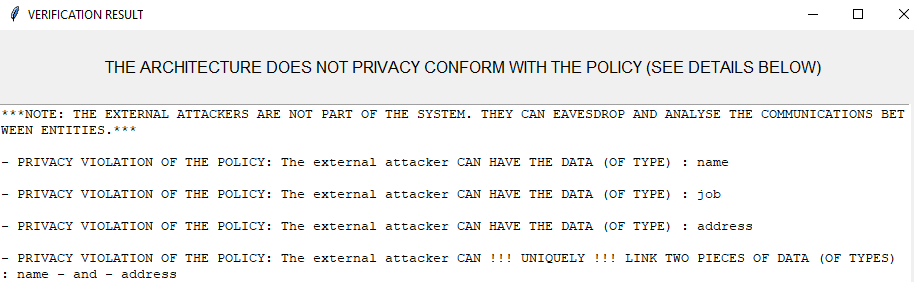 VERIFICATION RESULT
THE ARCHITECTURE DOES NOT PRIVACY CONFORM WITH THE POLICY (SEE DETAILS BELOW)
***NOTE: THE EXTERNAL ATTACKERS ARE NOT PART OF THE SYSTEM. THEY CAN EAVESDROP AND ANALYSE THE COMMUNICATIONS BET
WEEN ENTITIES.***
- PRIVACY VIOLATION OF THE POLICY: The external attacker CAN HAVE THE DATA (OF TYPE) : name
- PRIVACY VIOLATION OF THE POLICY: The external attacker CAN HAVE THE DATA (OF TYPE) : job
- PRIVACY VIOLATION OF THE POLICY: The external attacker CAN HAVE THE DATA (OF TYPE) : address
- PRIVACY VIOLATION OF THE POLICY: The external attacker CAN !!! UNIQUELY !!! LINK TWO PIECES OF DATA (OF TYPES)
: name - and - address